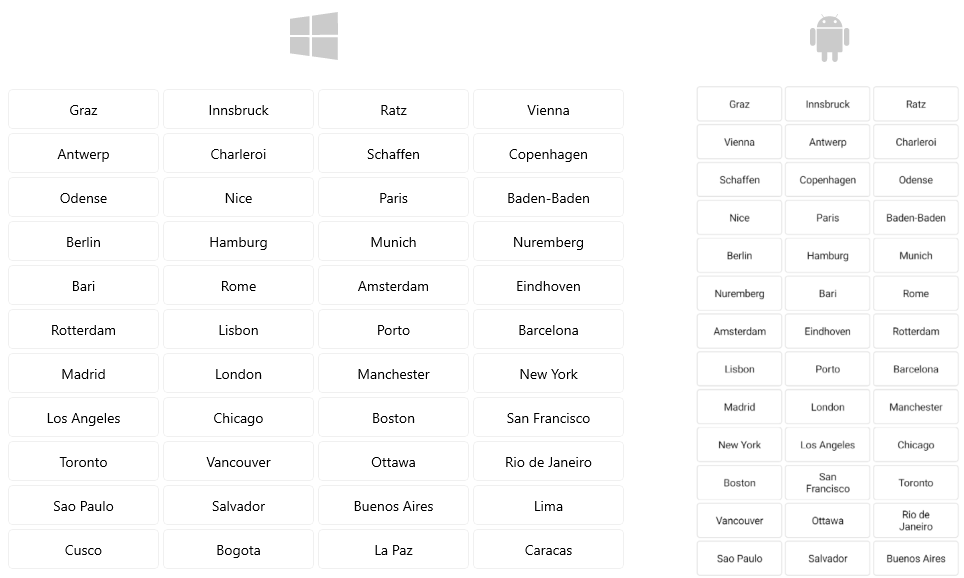 Graz Innsbruck Ratz Vienna
Antwerp Charleroi Schaffen Copenhagen
Odense Nice Paris Baden-Baden
Berlin Hamburg Munich Nuremberg
Bari Rome Amsterdam Eindhoven
Rotterdam Lisbon Porto Barcelona
Madrid London Manchester New York
Los Angeles Chicago Boston San Francisco
Toronto Vancouver Ottawa Rio de Janeiro
Sao Paulo Salvador Buenos Aires Lima
Cusco Bogota La Paz Caracas
Graz Innsbruck Ratz
Vienna Antwerp Charleroi
Schaffen Copenhagen Odense
Nice Paris Baden-Baden
Berlin Hamburg Munich
Nuremberg Bari Rome
Amsterdam Eindhoven Rotterdam
Lisbon Porto Barcelona
Madrid London Manchester
New York Los Angeles Chicago
Boston San
Francisco Toronto
Vancouver Ottawa Rio de
Janeiro
Sao Paulo Salvador Buenos Aires